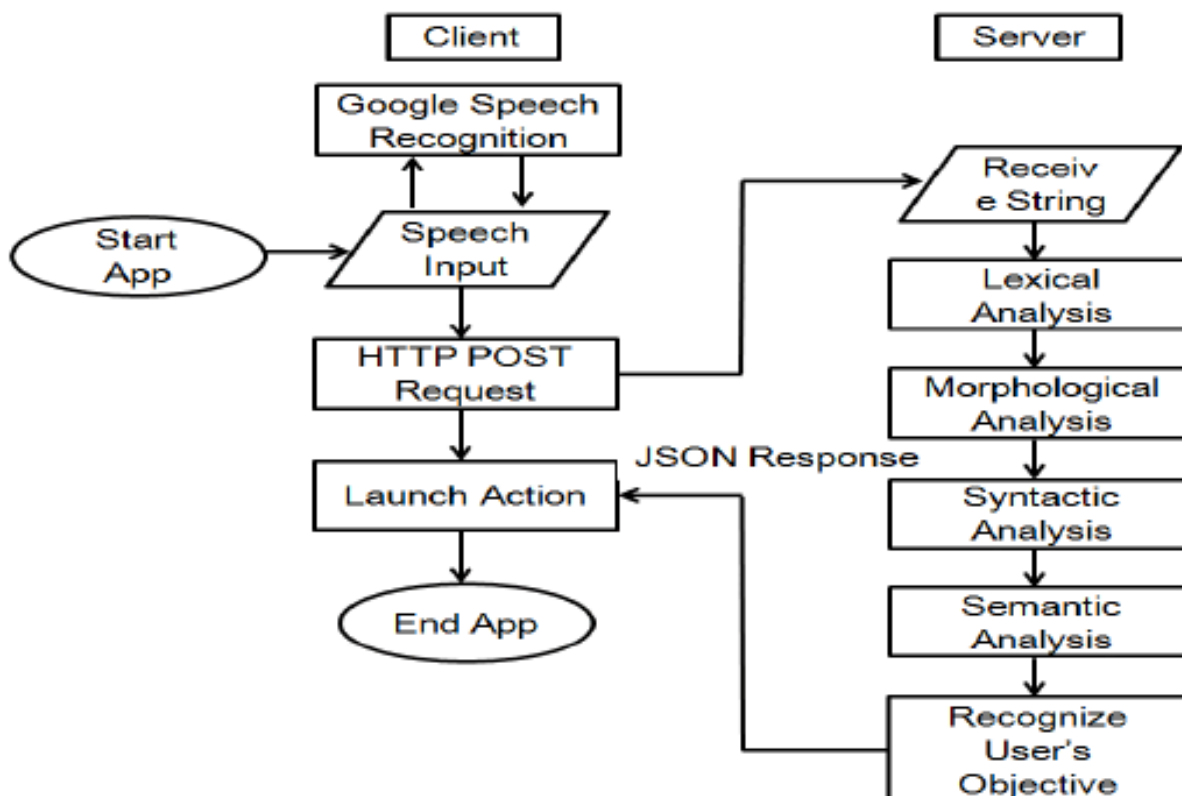 Client
Server
Google Speech
Recognition
Receiv
e String
Start
App
Speech
Input
Lexical
Analysis
HTTP POST
Request
Morphological
Analysis
JSON Response
Launch Action
Syntactic
Analysis
End App
Semantic
Analysis
Recognize
User's
Objective